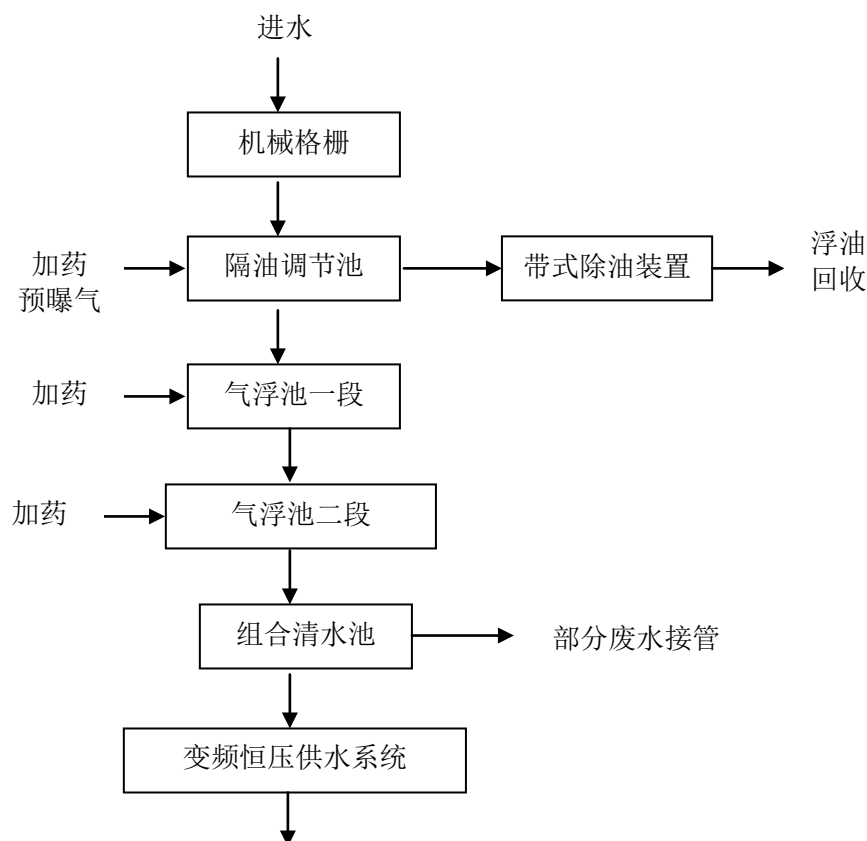 进水
机械格栅
加药
预曝气
隔油调节池
带式除油装置
浮油
回收
加药
气浮池一段
加药
气浮池二段
组合清水池
部分废水接管
变频恒压供水系统